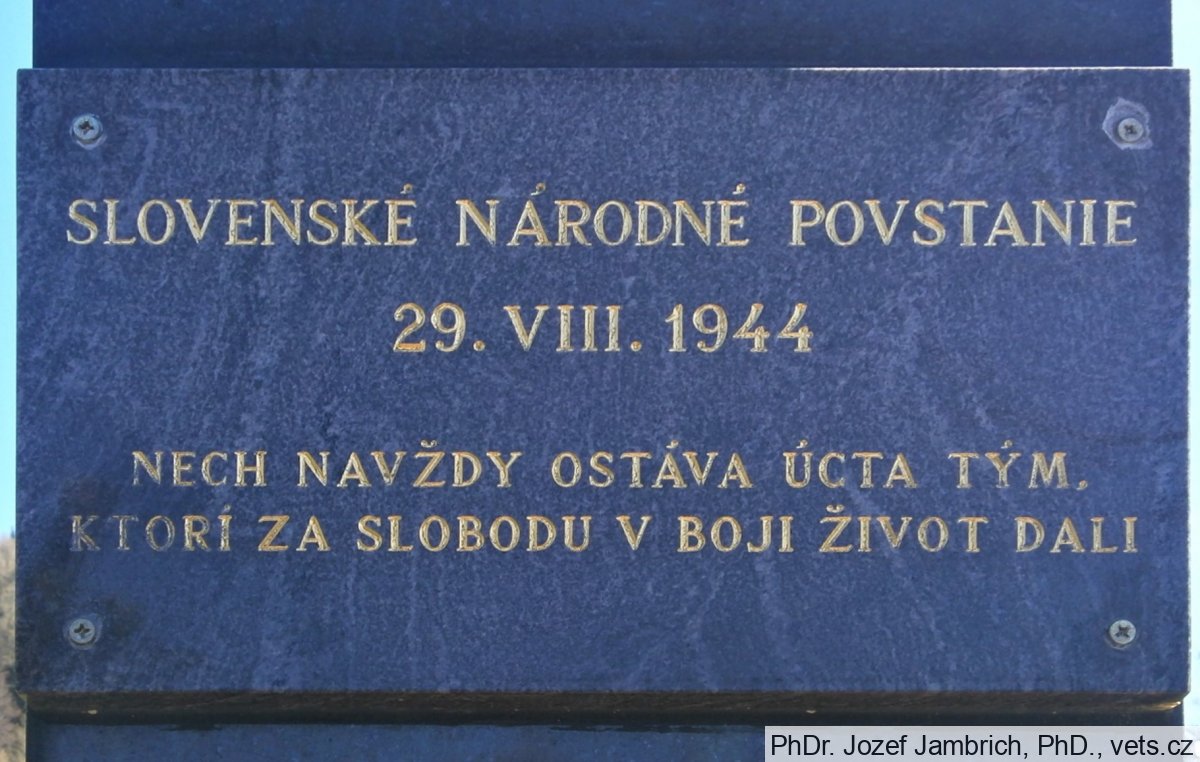 SLOVENSKÉ NÁRODNÉ POVSTANIE
29. VIII. 1944
NECH NAVŽDY OSTÁVA ÚCTA TÝM,
KTORÍ ZA SLOBODU V BOJI ŽIVOT DALI
PhDr. Jozef Jambrich, PhD., vets.cz